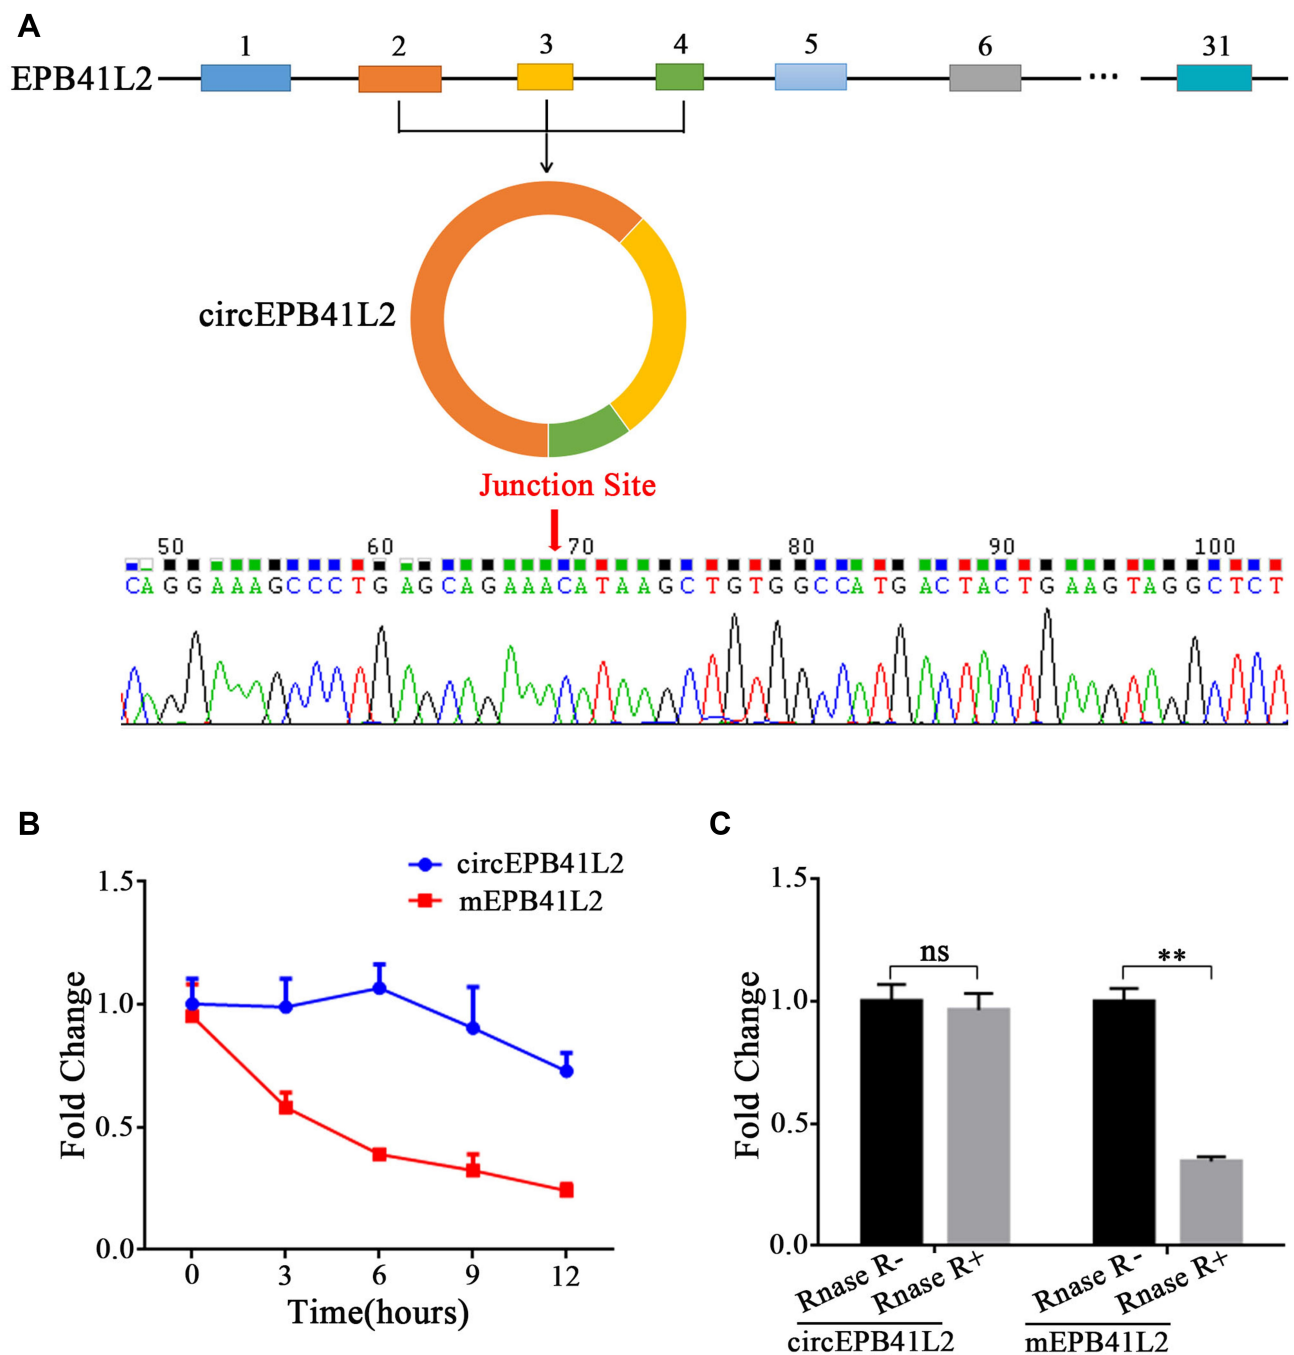 A
1 2 3 4 5 6 31
EPB41L2 ...
circEPB41L2
Junction Site
50 60 70 80 90 100
CAGGAAAGCCCTGAGCAGAAACATAAGCTGTGGCCATGACTACTGAAGTAGGCTCT
B
circEPB41L2
mEPB41L2
1.5
1.0
0.5
0.0
Fold Change
0 3 6 9 12
Time(hours)
C
1.5
1.0
0.5
0.0
Fold Change
ns **
Rnase R- Rnase R+ Rnase R- Rnase R+
circEPB41L2 mEPB41L2